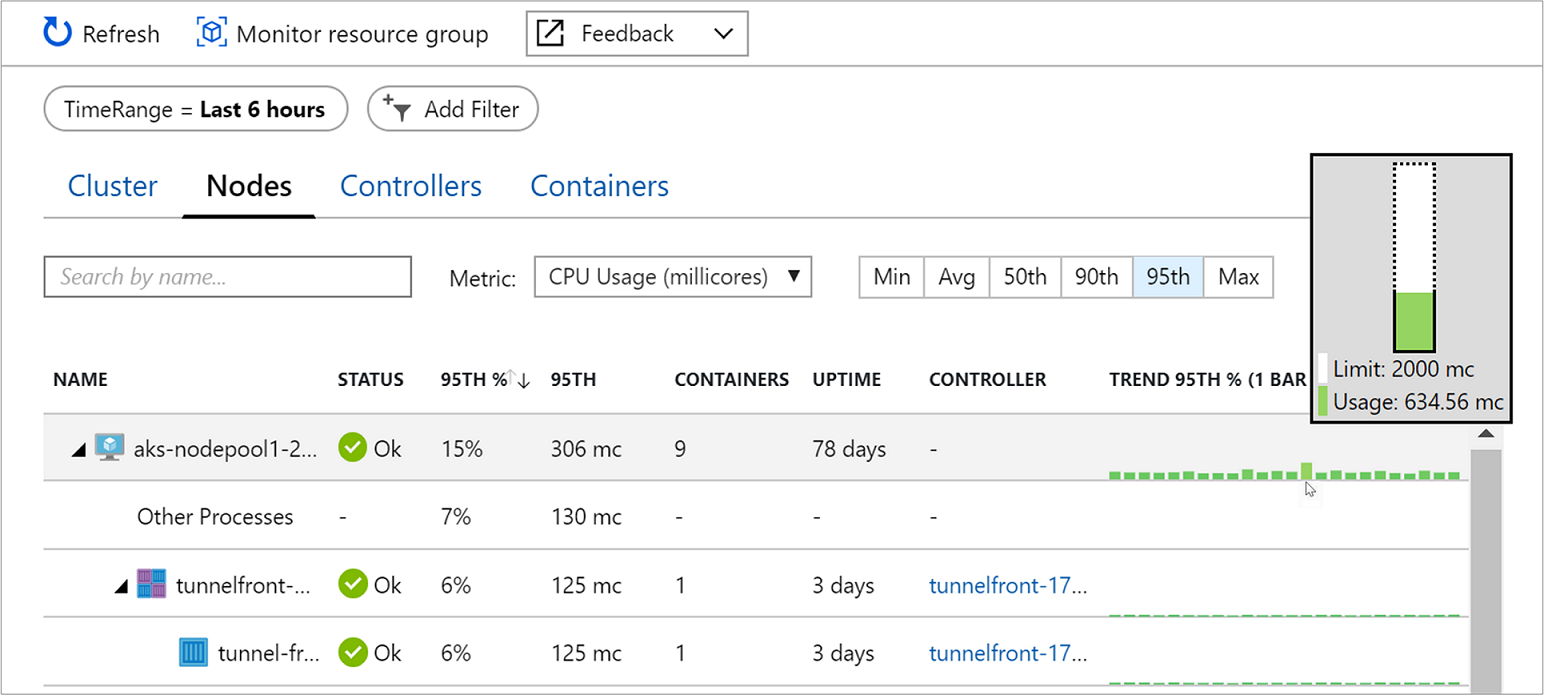 Refresh Monitor resource group Feedback
TimeRange = Last 6 hours Add Filter
Cluster Nodes Controllers Containers
Search by name... Metric: CPU Usage (millicores) Min Avg 50th 90th 95th Max
Limit: 2000 mc
Usage: 634.56 mc
NAME STATUS 95TH % 95TH CONTAINERS UPTIME CONTROLLER TREND 95TH % (1 BAR
aks-nodepool1-2... Ok 15% 306 mc 9 78 days -
Other Processes - 7% 130 mc - - -
tunnelfront-... Ok 6% 125 mc 1 3 days tunnelfront-17...
tunnel-fr... Ok 6% 125 mc 1 3 days tunnelfront-17...